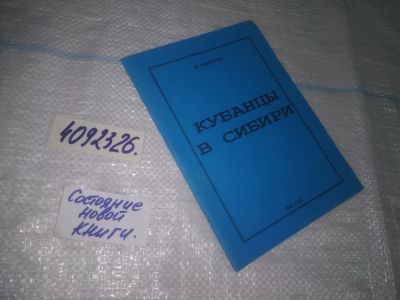 4092326.
Состояние
новой
книги.
КУБАНЦЫ
В СИБИРИ